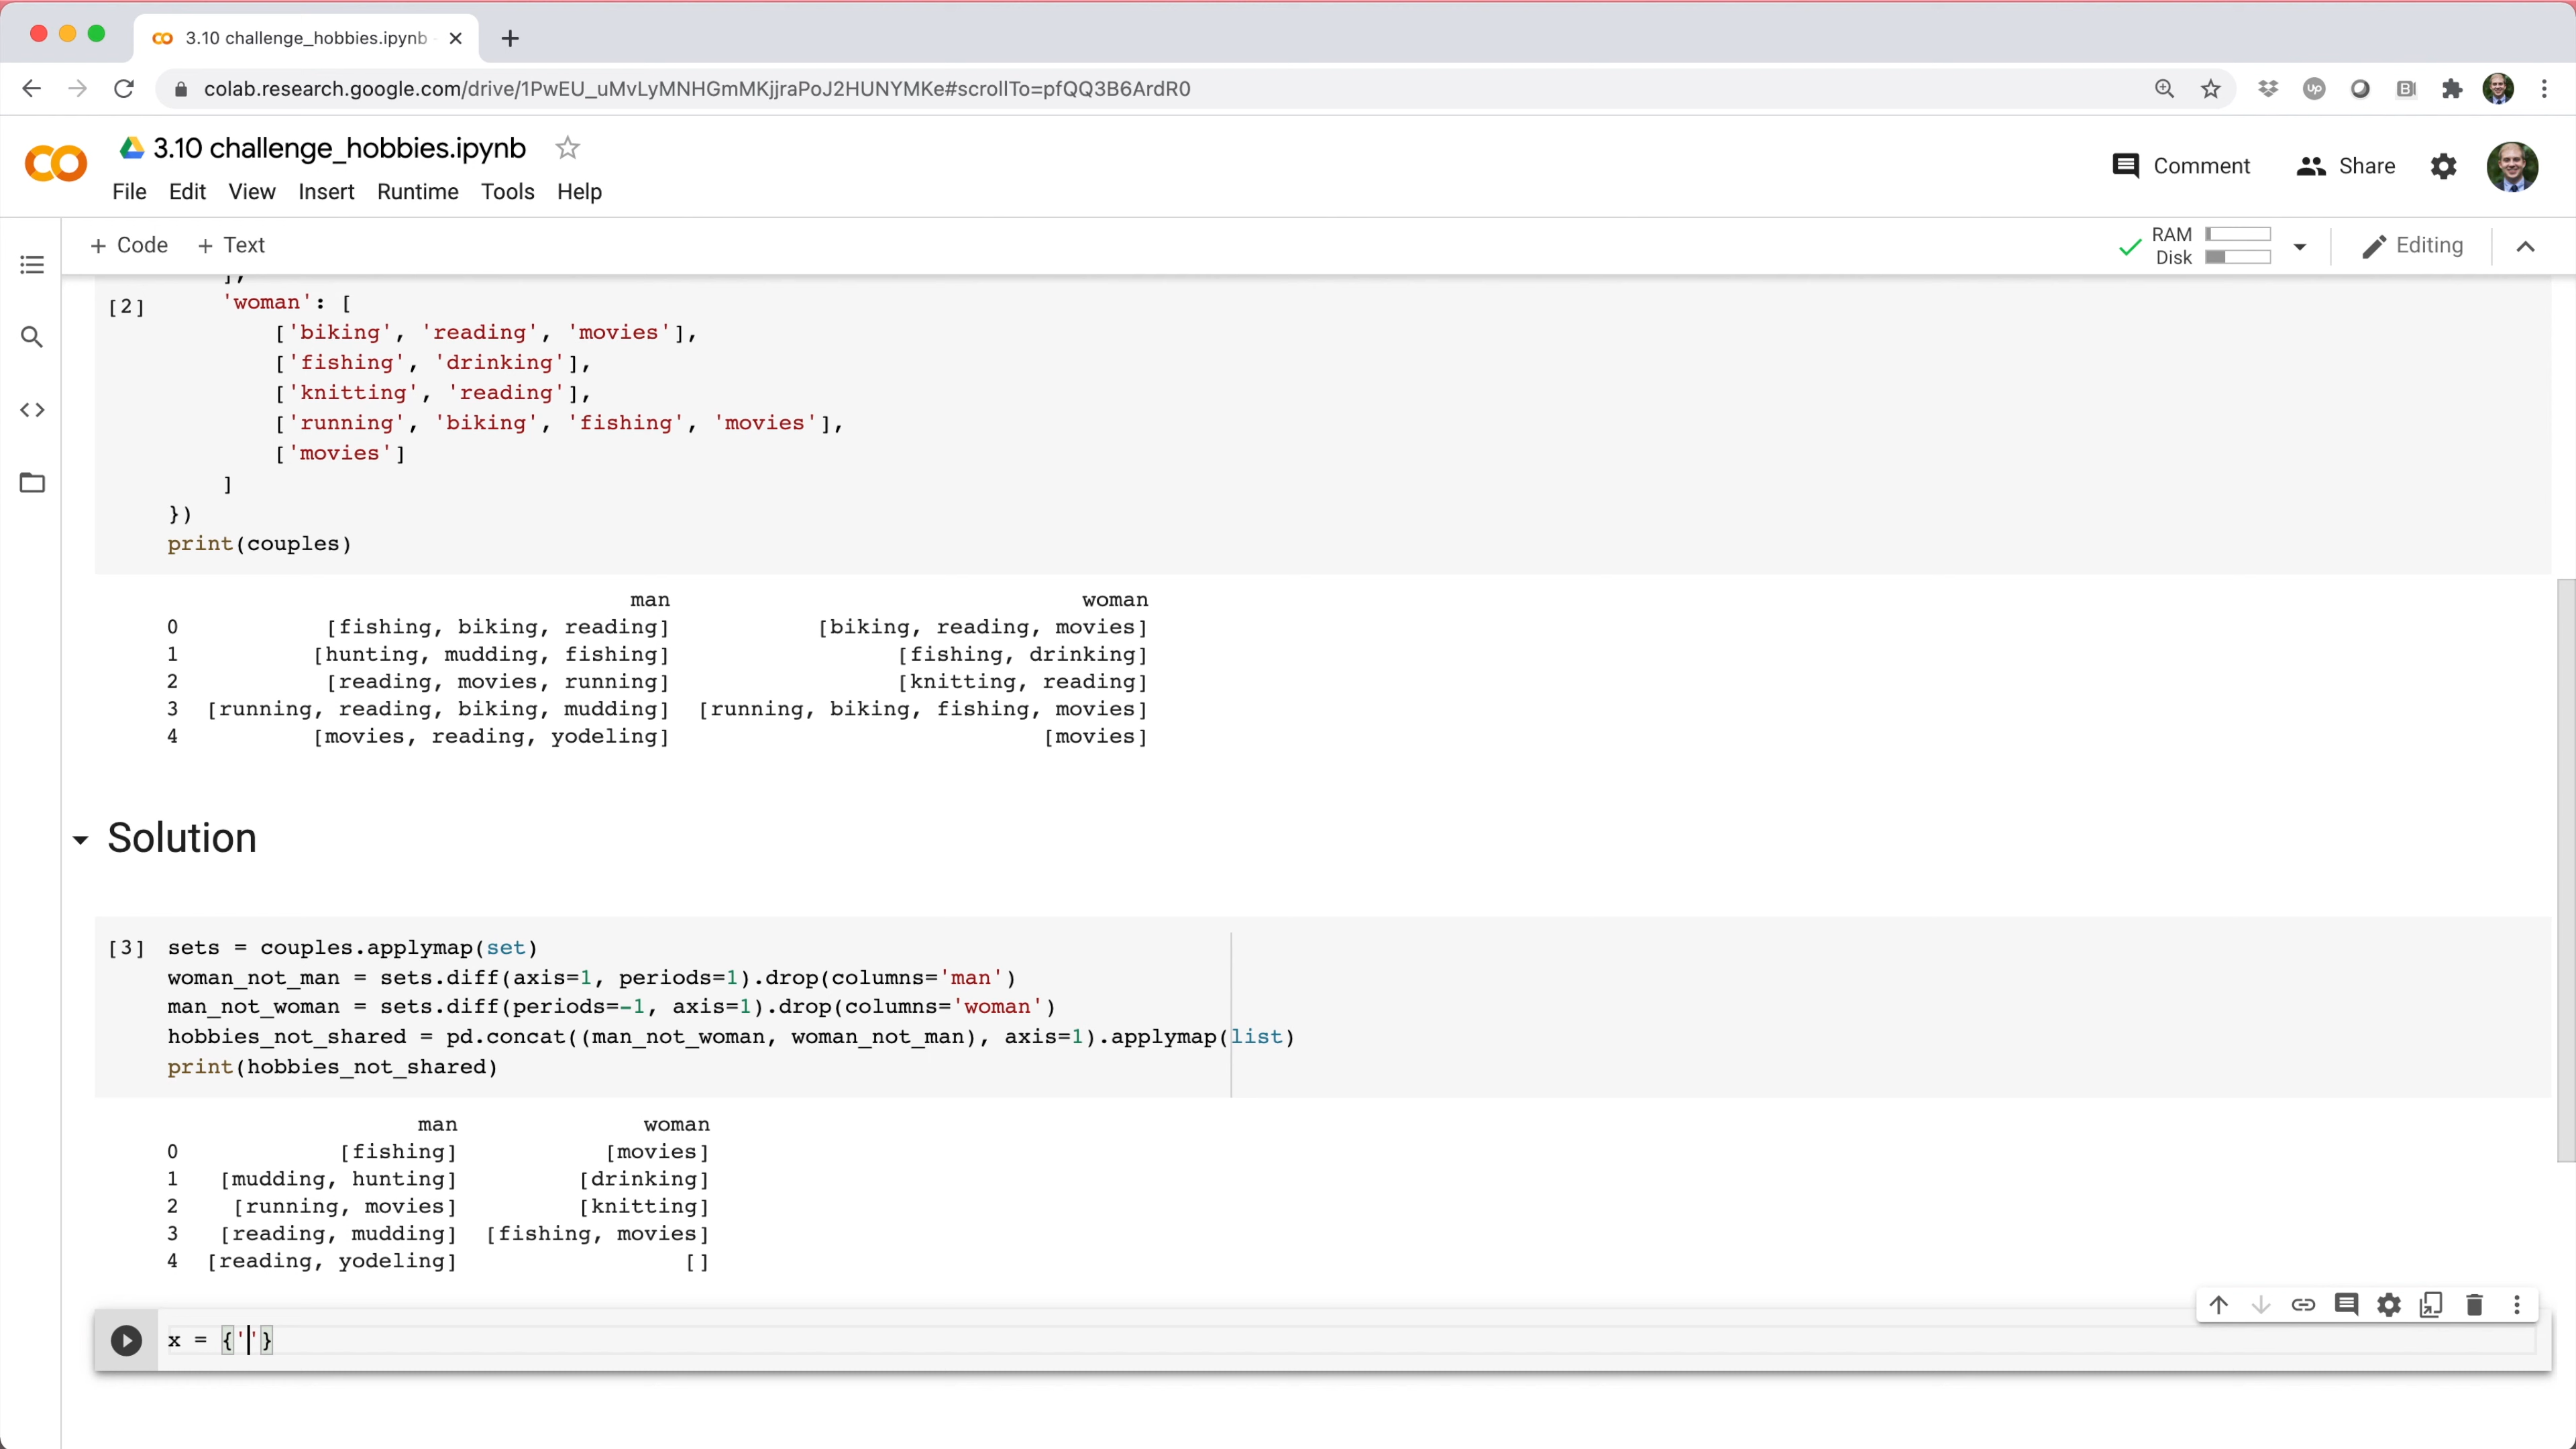 3.10 challenge_hobbies.ipynb
colab.research.google.com/drive/1PwEU_uMvLyMNHGmMKjjraPoJ2HUNYMKe#scrollTo=pfQQ3B6ArdR0
3.10 challenge_hobbies.ipynb
Comment Share
File Edit View Insert Runtime Tools Help
+ Code + Text
RAM
Disk
Editing
],
[2] 'woman': [
['biking', 'reading', 'movies'],
['fishing', 'drinking'],
['knitting', 'reading'],
['running', 'biking', 'fishing', 'movies'],
['movies']
]
})
print(couples)
man woman
0 [fishing, biking, reading] [biking, reading, movies]
1 [hunting, mudding, fishing] [fishing, drinking]
2 [reading, movies, running] [knitting, reading]
3 [running, reading, biking, mudding] [running, biking, fishing, movies]
4 [movies, reading, yodeling] [movies]
Solution
[3] sets = couples.applymap(set)
woman_not_man = sets.diff(axis=1, periods=1).drop(columns='man')
man_not_woman = sets.diff(periods=-1, axis=1).drop(columns='woman')
hobbies_not_shared = pd.concat((man_not_woman, woman_not_man), axis=1).applymap(list)
print(hobbies_not_shared)
man woman
0 [fishing] [movies]
1 [mudding, hunting] [drinking]
2 [running, movies] [knitting]
3 [reading, mudding] [fishing, movies]
4 [reading, yodeling] []
x = {''}